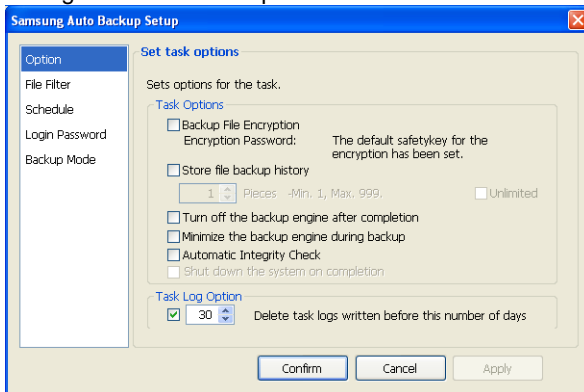 Samsung Auto Backup Setup
Option
File Filter
Schedule
Login Password
Backup Mode
Set task options
Sets options for the task.
Task Options
Backup File Encryption
Encryption Password: The default safetykey for the
encryption has been set.
Store file backup history
1 Pieces -Min. 1, Max. 999. Unlimited
Turn off the backup engine after completion
Minimize the backup engine during backup
Automatic Integrity Check
Shut down the system on completion
Task Log Option
30 Delete task logs written before this number of days
Confirm Cancel Apply